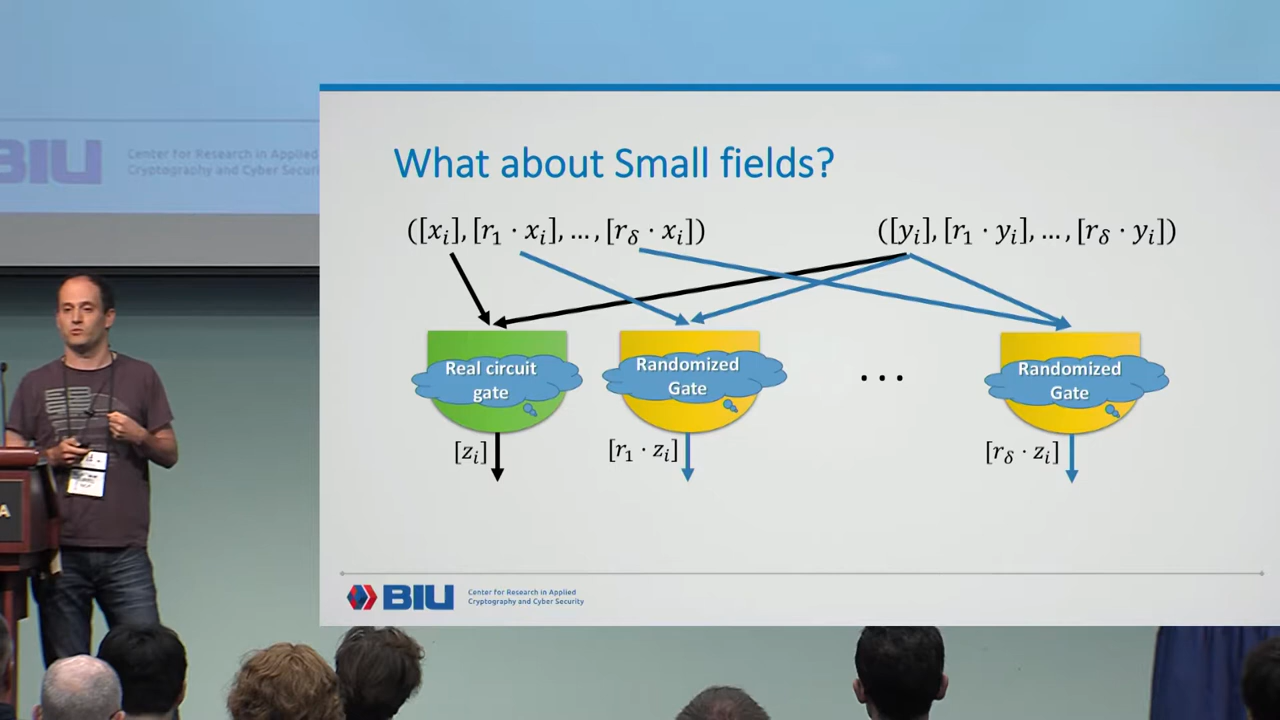 BIU
Center for Research in Applied
Cryptography and Cyber Securi
What about Small fields?
([xᵢ], [r₁ · xᵢ], …, [r_δ · xᵢ])
([yᵢ], [r₁ · yᵢ], …, [r_δ · yᵢ])
Real circuit
gate
Randomized
Gate
...
Randomized
Gate
[zᵢ]
[r₁ · zᵢ]
[r_δ · zᵢ]
A
BIU
Center for Research in Applied
Cryptography and Cyber Security